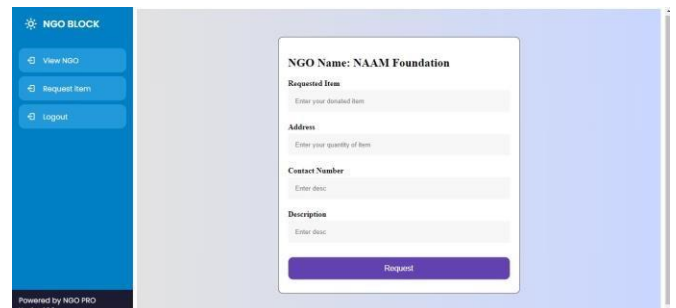 NGO BLOCK
View NGO
Request Item
Logout
Powered by NGO PRO
NGO Name: NAAM Foundation
Requested Item
Enter your donated item
Address
Enter your quantity of item
Contact Number
Enter desc
Description
Enter desc
Request